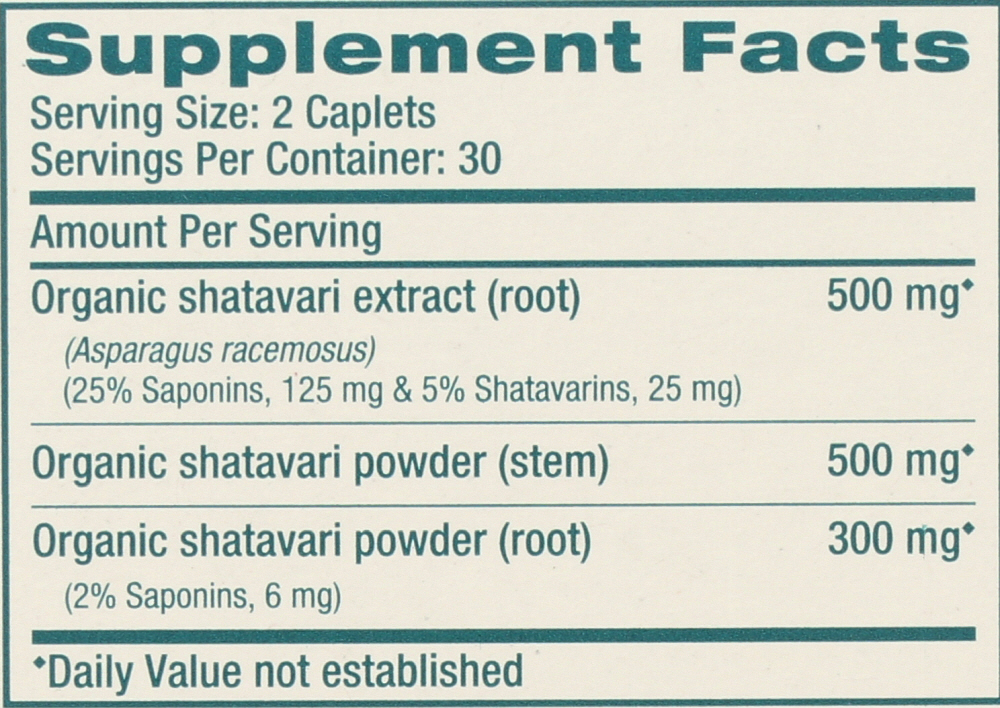 Supplement Facts
Serving Size: 2 Caplets
Servings Per Container: 30
Amount Per Serving
Organic shatavari extract (root) 500 mg◆
(Asparagus racemosus)
(25% Saponins, 125 mg & 5% Shatavarins, 25 mg)
Organic shatavari powder (stem) 500 mg◆
Organic shatavari powder (root) 300 mg◆
(2% Saponins, 6 mg)
◆Daily Value not established